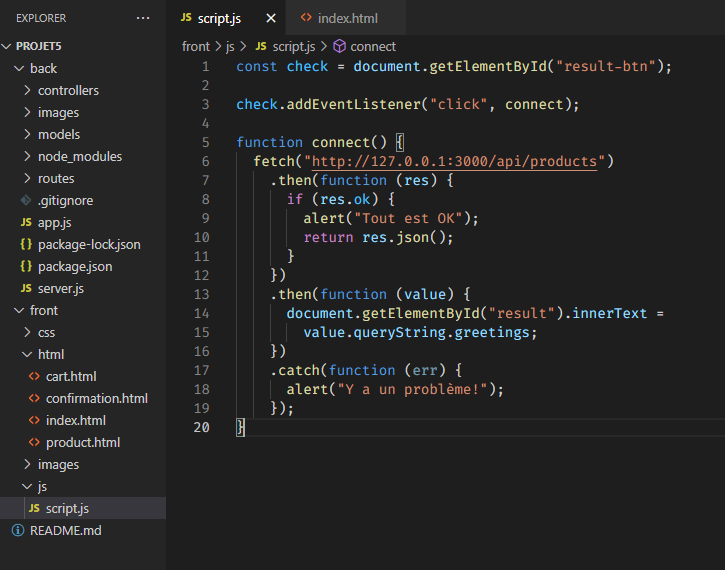 EXPLORER
···
PROJET5
back
controllers
images
models
node_modules
routes
.gitignore
JS app.js
{ } package-lock.json
{ } package.json
JS server.js
front
css
html
<> cart.html
<> confirmation.html
<> index.html
<> product.html
images
js
JS script.js
README.md
JS script.js ×
<> index.html
front > js > JS script.js > connect
1 const check = document.getElementById("result-btn");
2
3 check.addEventListener("click", connect);
4
5 function connect() {
6   fetch("http://127.0.0.1:3000/api/products")
7     .then(function (res) {
8       if (res.ok) {
9         alert("Tout est OK");
10         return res.json();
11       }
12     })
13     .then(function (value) {
14       document.getElementById("result").innerText =
15         value.queryString.greetings;
16     })
17     .catch(function (err) {
18       alert("Y a un problème!");
19     });
20 }